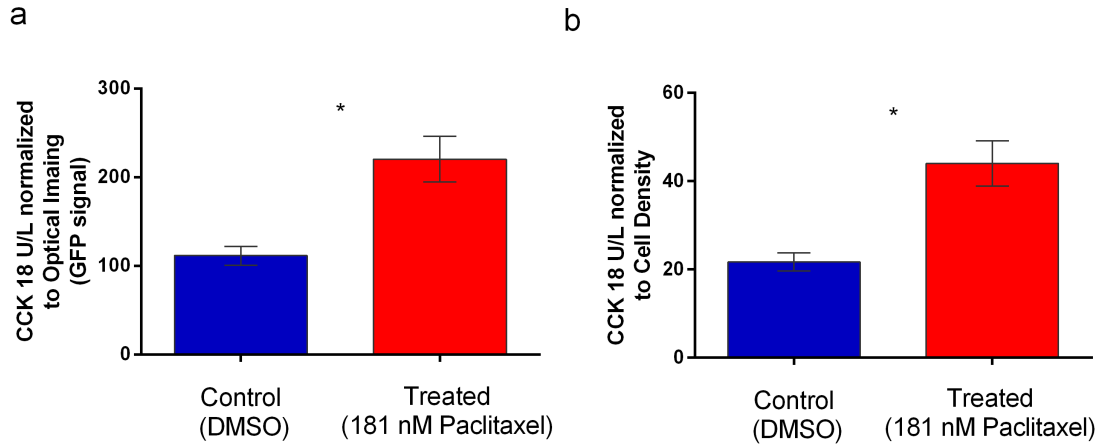 a
CCK 18 U/L normalized
to Optical Imaing
(GFP signal)
300
200
100
0
*
Control
(DMSO)
Treated
(181 nM Paclitaxel)
b
CCK 18 U/L normalized
to Cell Density
60
40
20
0
*
Control
(DMSO)
Treated
(181 nM Paclitaxel)